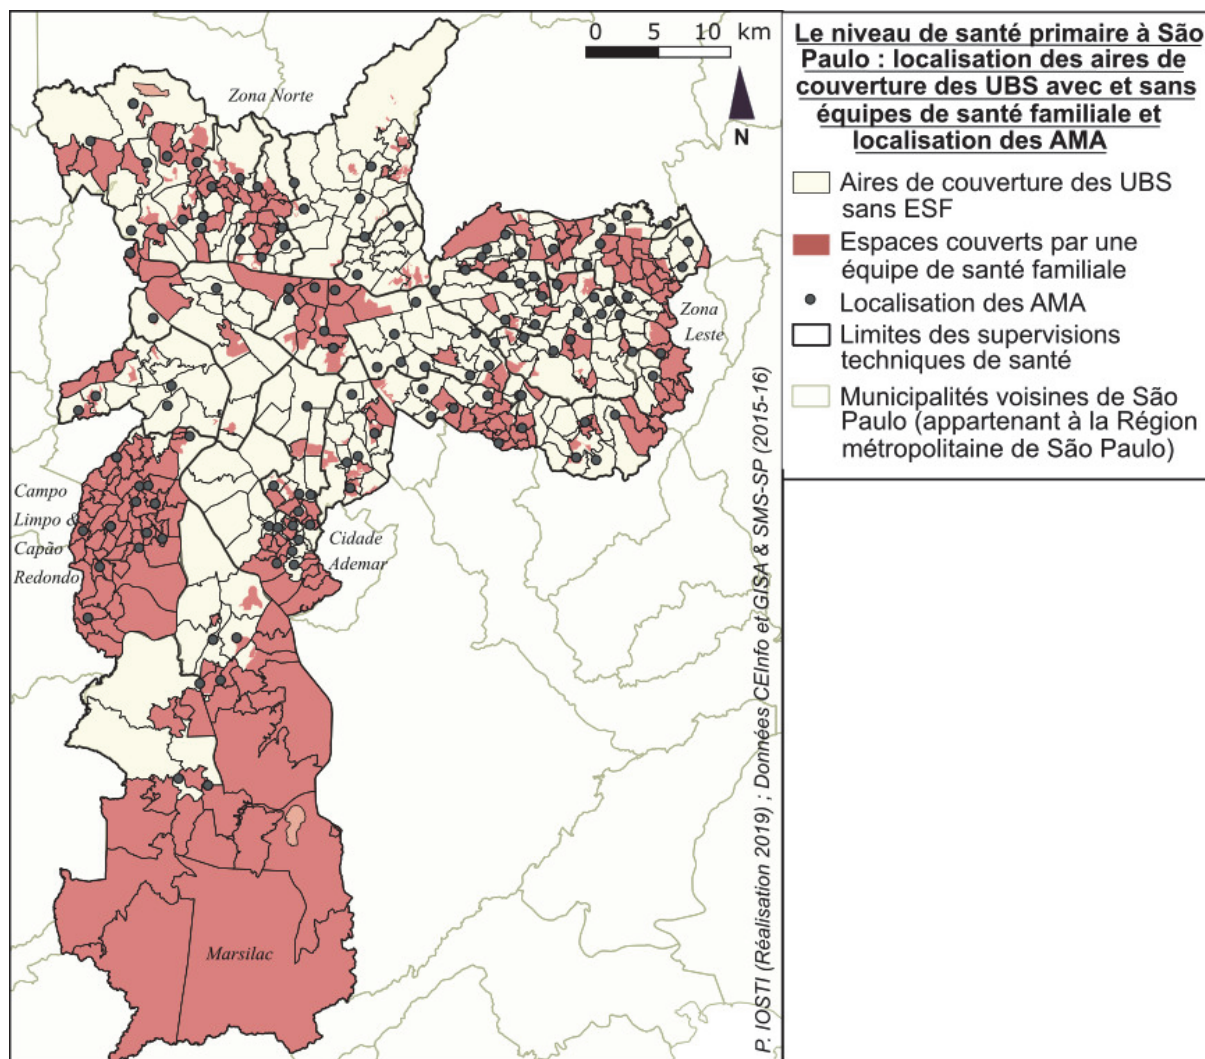 0 5 10 km
N
Zona Norte
Zona
Leste
Campo
Limpo &
Capão
Redondo
Cidade
Ademar
Marsilac
P. IOSTI (Réalisation 2019) ; Données CEInfo et GISA & SMS-SP (2015-16)
Le niveau de santé primaire à São
Paulo : localisation des aires de
couverture des UBS avec et sans
équipes de santé familiale et
localisation des AMA
Aires de couverture des UBS
sans ESF
Espaces couverts par une
équipe de santé familiale
Localisation des AMA
Limites des supervisions
techniques de santé
Municipalités voisines de São
Paulo (appartenant à la Région
métropolitaine de São Paulo)